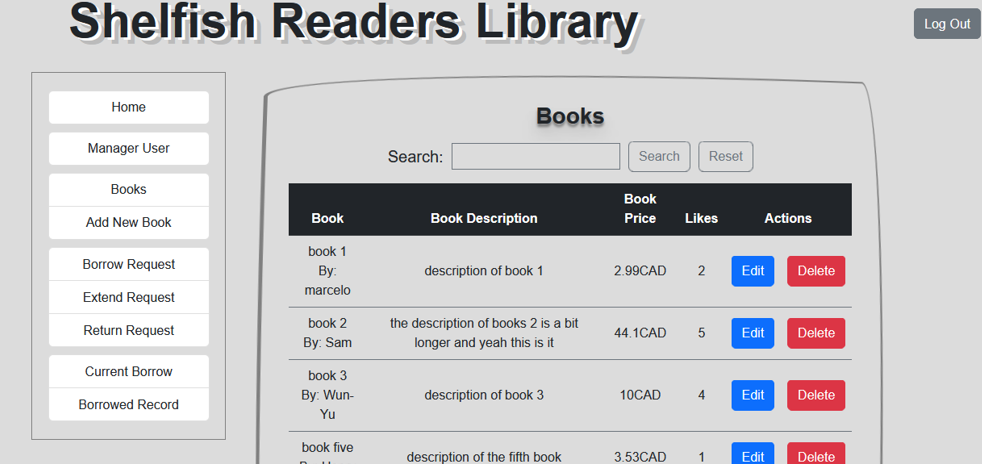 Shelfish Readers Library
Log Out
Home
Manager User
Books
Add New Book
Borrow Request
Extend Request
Return Request
Current Borrow
Borrowed Record
Books
Search:
Search
Reset
Book
Book Description
Book
Price
Likes
Actions
book 1
By:
marcelo
description of book 1
2.99CAD
2
Edit
Delete
book 2
By: Sam
the description of books 2 is a bit
longer and yeah this is it
44.1CAD
5
Edit
Delete
book 3
By: Wun-
Yu
description of book 3
10CAD
4
Edit
Delete
book five
description of the fifth book
3.53CAD
1
Edit
Delete